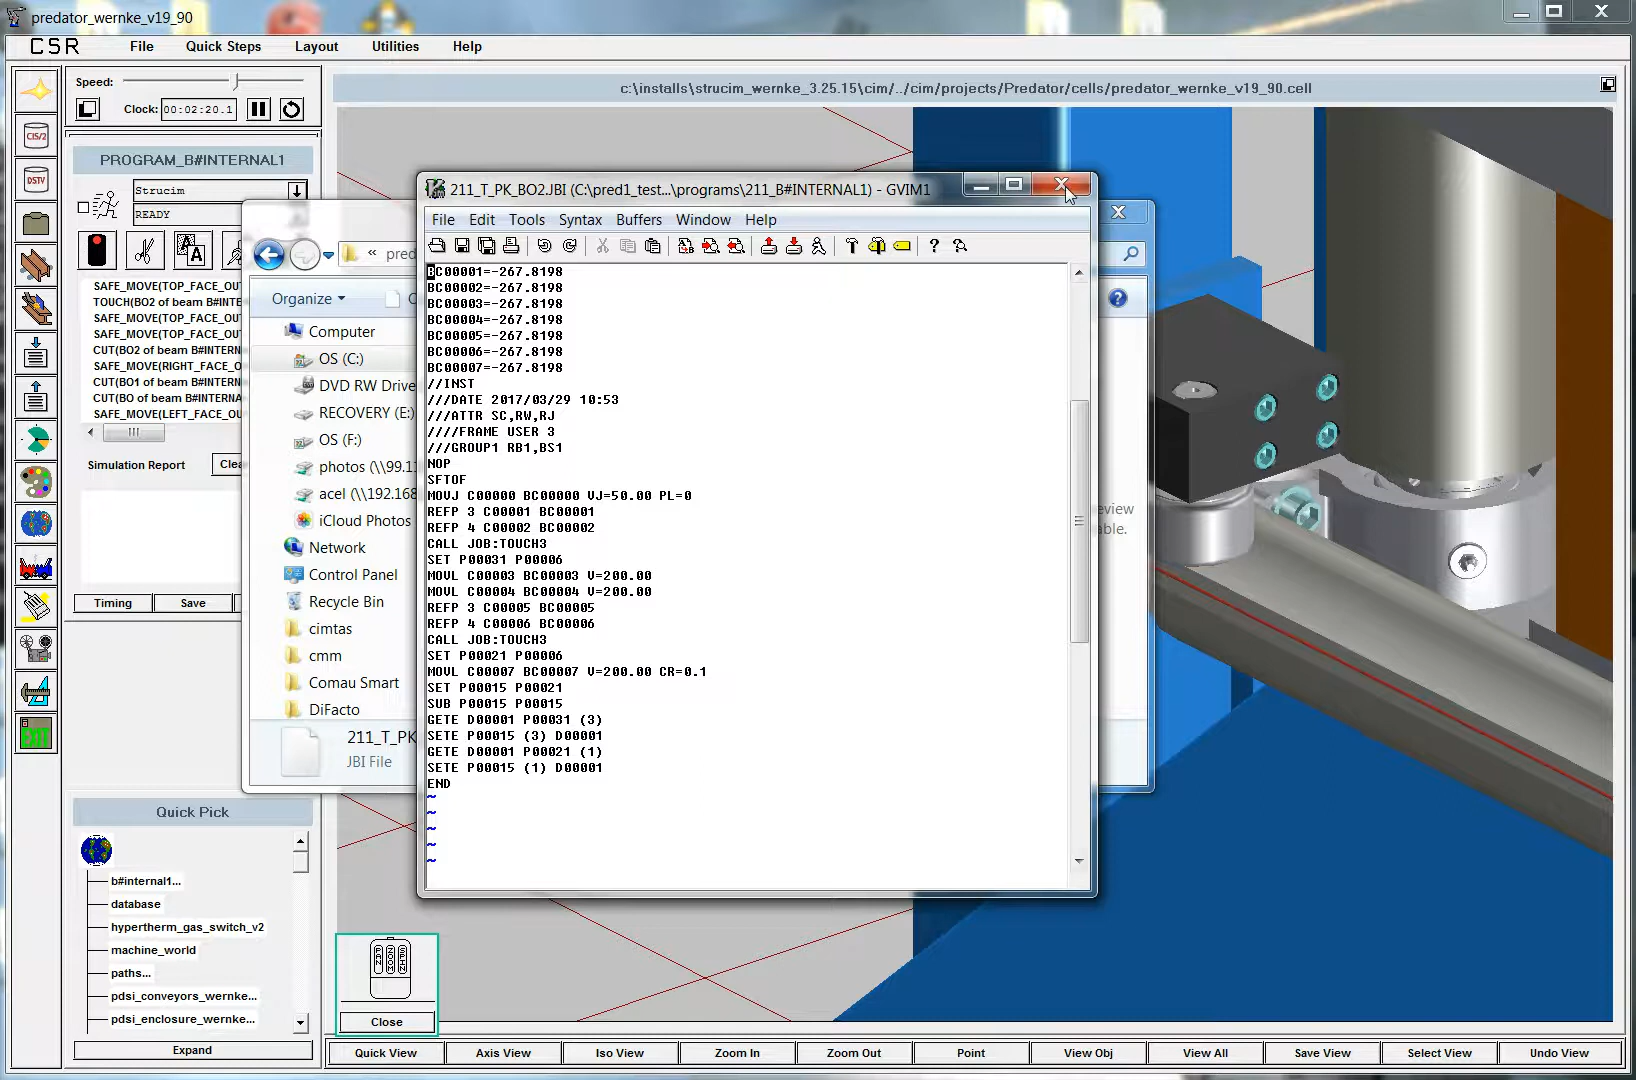 predator_wernke_v19_90
CSR File Quick Steps Layout Utilities Help
Speed:
Clock: 00:02:20.1
c:\installs\strucim_wernke_3.25.15\cim/../cim/projects/Predator/cells/predator_wernke_v19_90.cell
CIS/2
DSTV
PROGRAM_B#INTERNAL1
Strucim
READY
SAFE_MOVE(TOP_FACE_OU
TOUCH(BO2 of beam B#INTE
SAFE_MOVE(TOP_FACE_OU
SAFE_MOVE(TOP_FACE_OU
CUT(BO2 of beam B#INTERN
SAFE_MOVE(RIGHT_FACE_O
CUT(BO1 of beam B#INTERN
CUT(BO of beam B#INTERNA
SAFE_MOVE(LEFT_FACE_OU
Simulation Report Clea
Timing Save
Quick Pick
b#internal1...
database
hypertherm_gas_switch_v2
machine_world
paths...
pdsi_conveyors_wernke...
pdsi_enclosure_wernke...
Expand
« pred
Organize
Computer
OS (C:)
DVD RW Drive
RECOVERY (E:)
OS (F:)
photos (\\99.1
acel (\\192.168
iCloud Photos
Network
Control Panel
Recycle Bin
cimtas
cmm
Comau Smart
DiFacto
211_T_PK
JBI File
eview
ble.
211_T_PK_BO2.JBI (C:\pred1_test...\programs\211_B#INTERNAL1) - GVIM1
File Edit Tools Syntax Buffers Window Help
BC00001=-267.8198
BC00002=-267.8198
BC00003=-267.8198
BC00004=-267.8198
BC00005=-267.8198
BC00006=-267.8198
BC00007=-267.8198
//INST
///DATE 2017/03/29 10:53
///ATTR SC,RW,RJ
////FRAME USER 3
///GROUP1 RB1,BS1
NOP
SFTOF
MOVJ C00000 BC00000 VJ=50.00 PL=0
REFP 3 C00001 BC00001
REFP 4 C00002 BC00002
CALL JOB:TOUCH3
SET P00031 P00006
MOVL C00003 BC00003 V=200.00
MOVL C00004 BC00004 V=200.00
REFP 3 C00005 BC00005
REFP 4 C00006 BC00006
CALL JOB:TOUCH3
SET P00021 P00006
MOVL C00007 BC00007 V=200.00 CR=0.1
SET P00015 P00021
SUB P00015 P00015
GETE D00001 P00031 (3)
SETE P00015 (3) D00001
GETE D00001 P00021 (1)
SETE P00015 (1) D00001
END
~
~
~
~
~
PAN ZOOM SPIN
Close
Quick View Axis View Iso View Zoom In Zoom Out Point View Obj View All Save View Select View Undo View